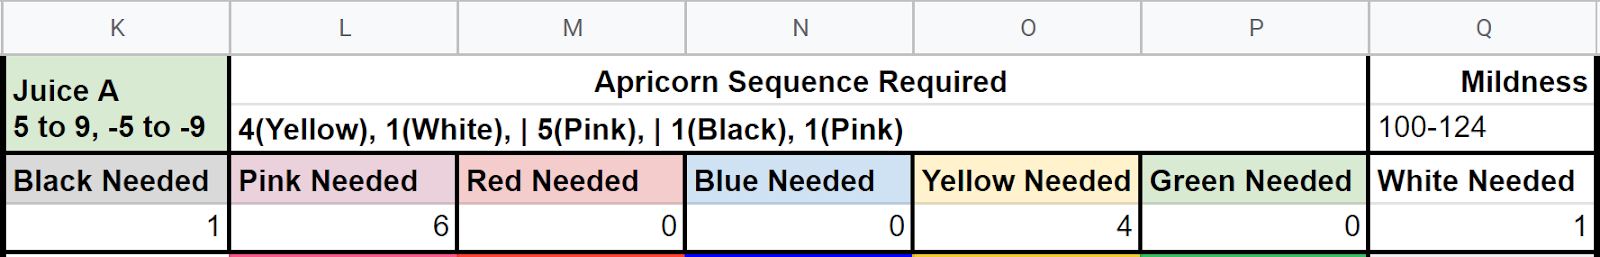 K L M N O P Q
Juice A Apricorn Sequence Required Mildness
5 to 9, -5 to -9 4(Yellow), 1(White), | 5(Pink), | 1(Black), 1(Pink) 100-124
Black Needed Pink Needed Red Needed Blue Needed Yellow Needed Green Needed White Needed
1 6 0 0 4 0 1